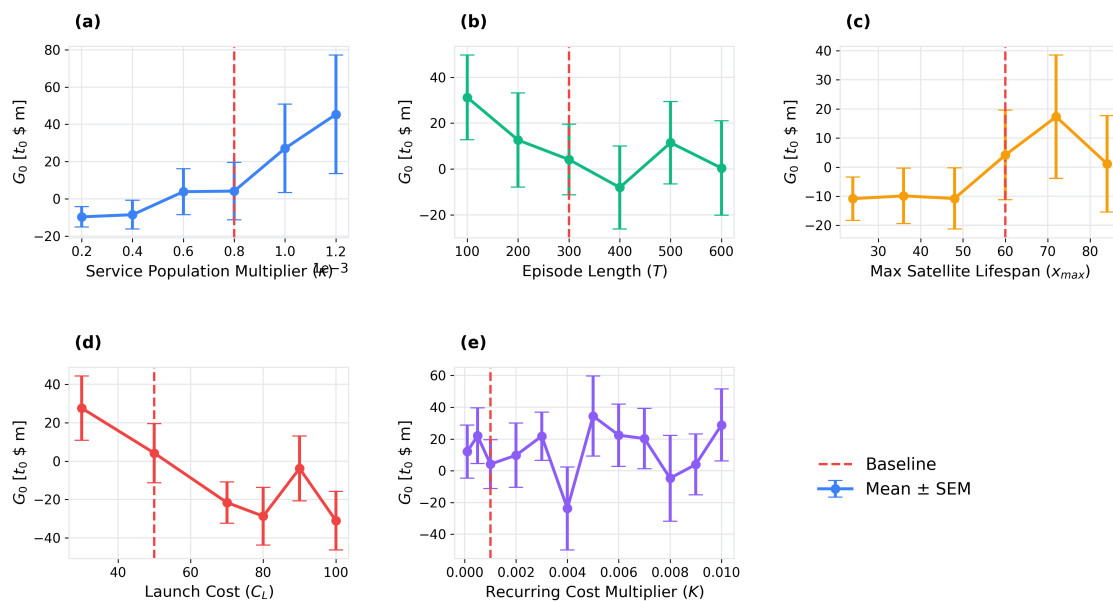 (a)
G₀ [t₀ $ m]
80
60
40
20
0
−20
0.2 0.4 0.6 0.8 1.0 1.2
1e−3
Service Population Multiplier (κ)
(b)
G₀ [t₀ $ m]
40
20
0
−20
100 200 300 400 500 600
Episode Length (T)
(c)
G₀ [t₀ $ m]
40
30
20
10
0
−10
−20
30 40 50 60 70 80
Max Satellite Lifespan (xₘₐₓ)
(d)
G₀ [t₀ $ m]
40
20
0
−20
−40
40 60 80 100
Launch Cost (C_L)
(e)
G₀ [t₀ $ m]
60
40
20
0
−20
−40
0.000 0.002 0.004 0.006 0.008 0.010
Recurring Cost Multiplier (K)
Baseline
Mean ± SEM